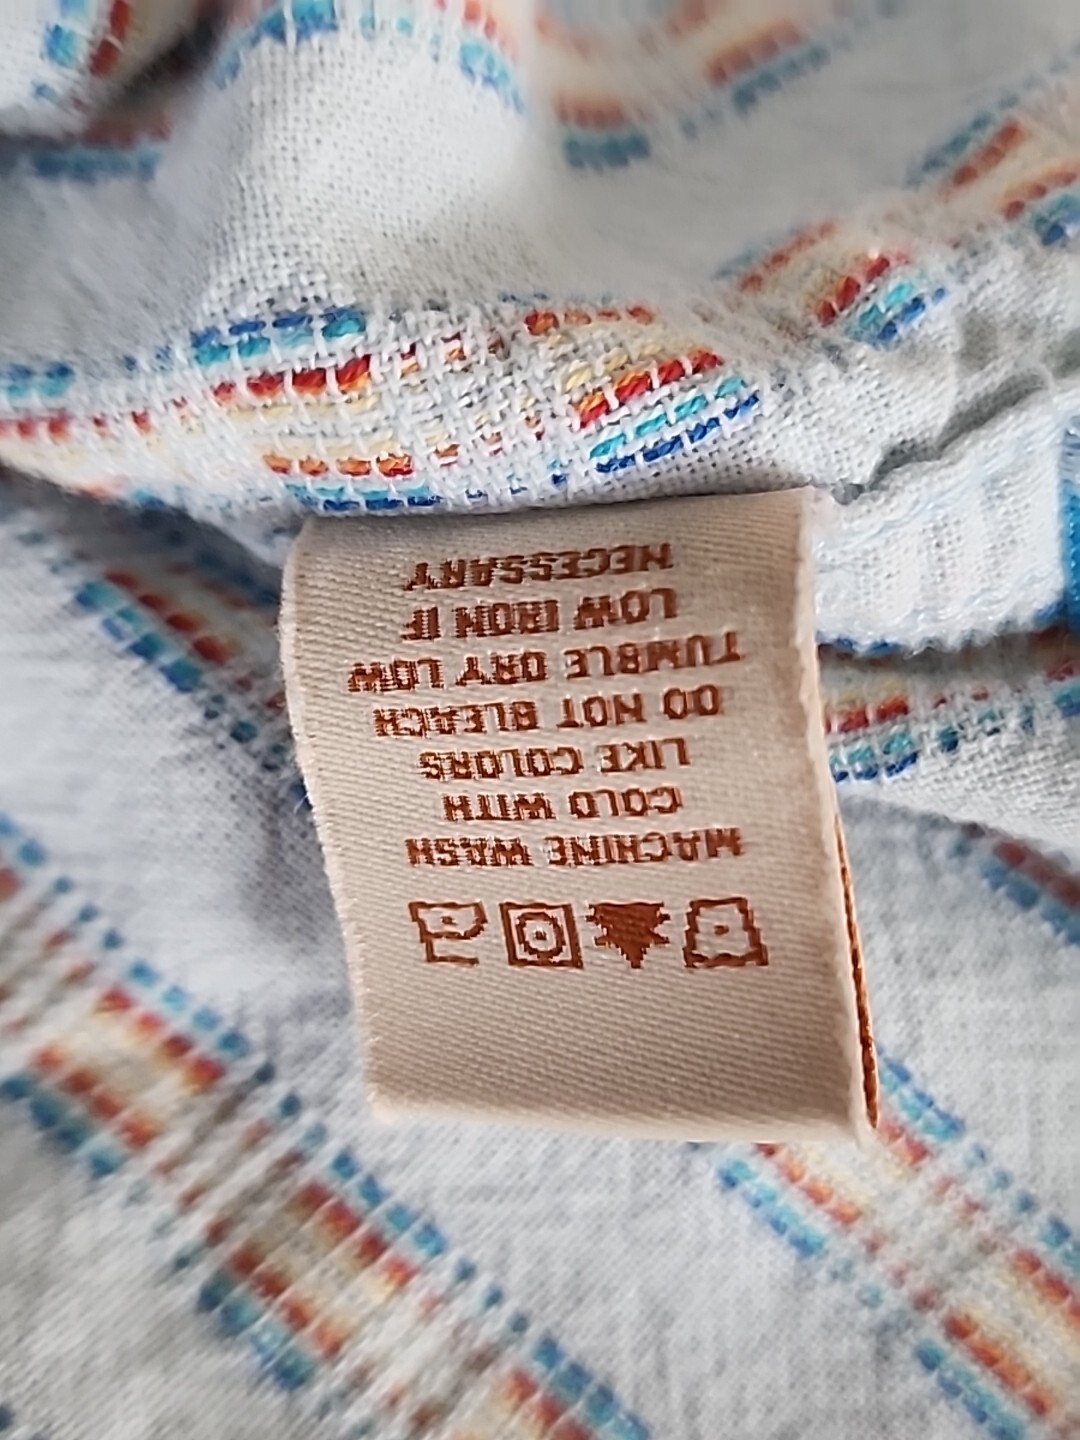 MACHINE WASH
COLD WITH
LIKE COLORS
DO NOT BLEACH
TUMBLE DRY LOW
LOW IRON IF
NECESSARY